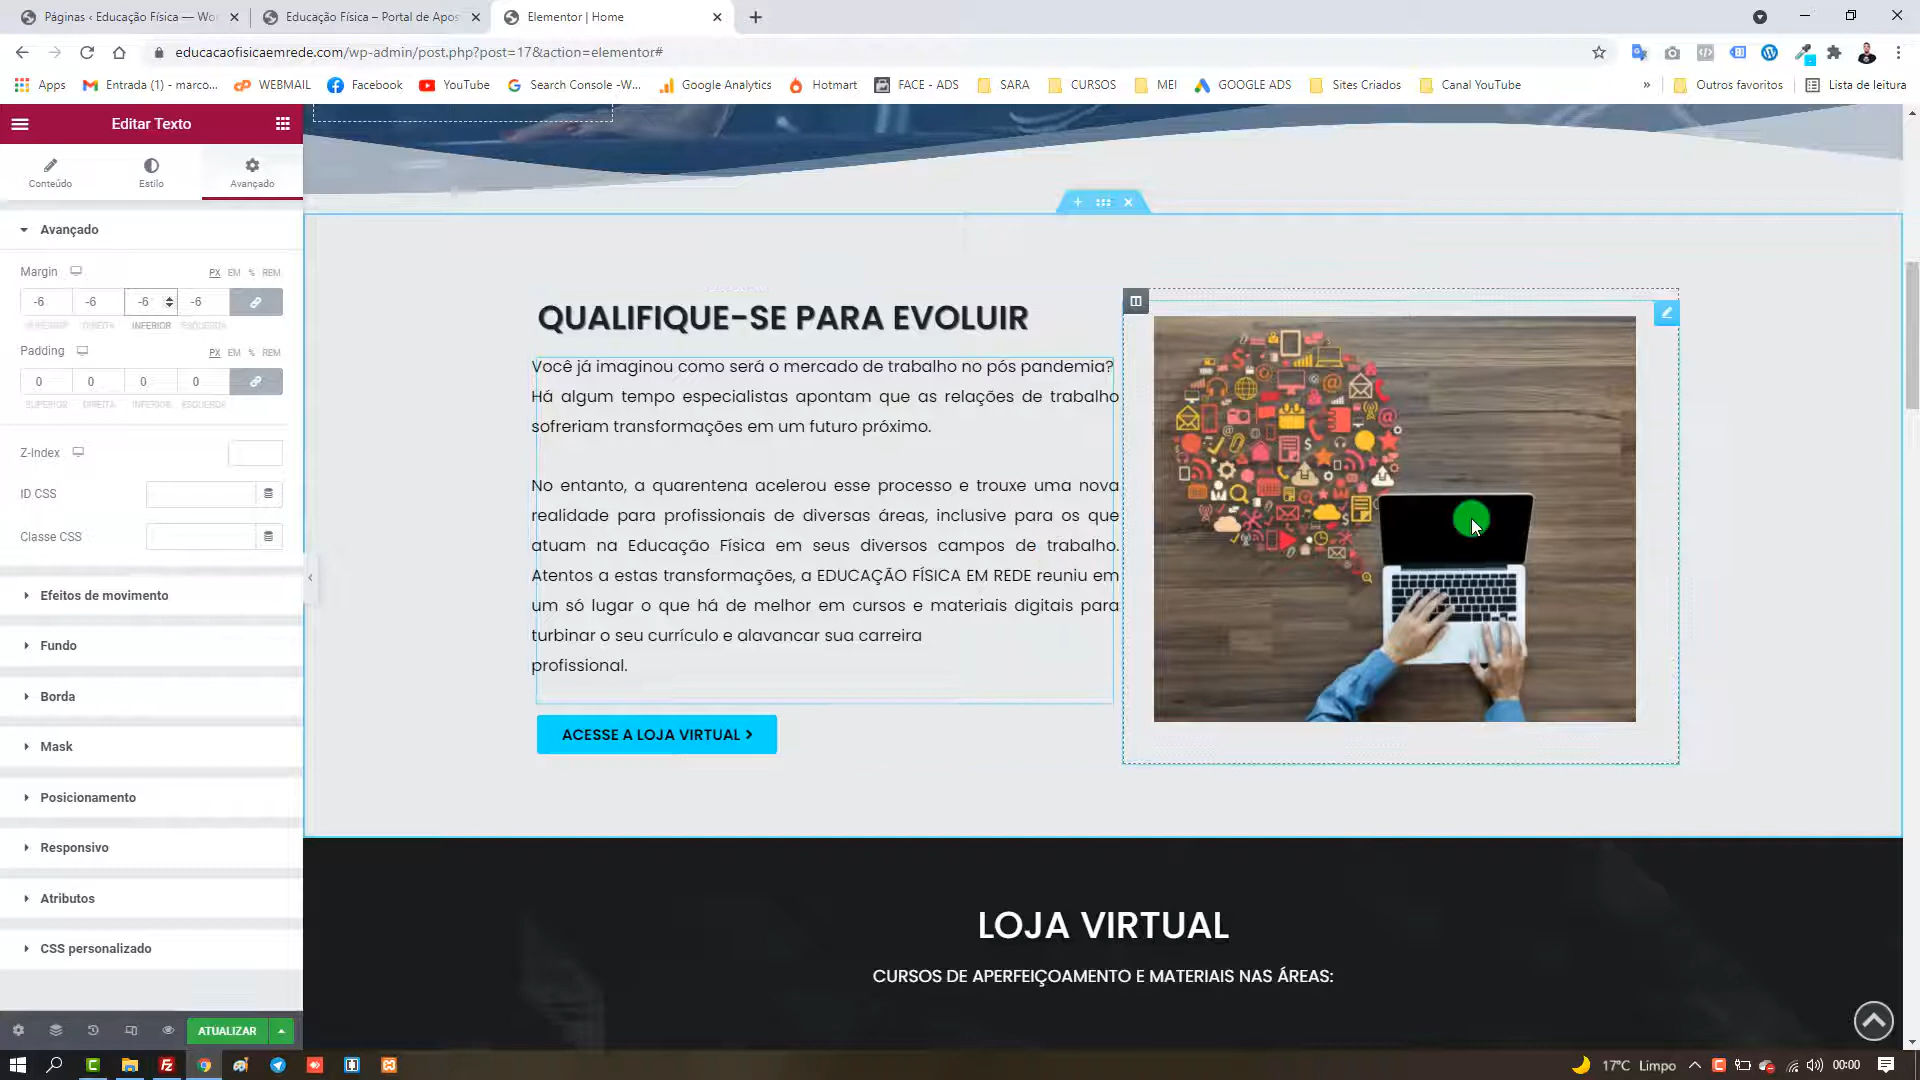 Páginas ‹ Educação Física — Wor
Educação Física – Portal de Apos
Elementor | Home
educacaofisicaemrede.com/wp-admin/post.php?post=17&action=elementor#
Apps
Entrada (1) - marco...
WEBMAIL
Facebook
YouTube
Search Console -W...
Google Analytics
Hotmart
FACE - ADS
SARA
CURSOS
MEI
GOOGLE ADS
Sites Criados
Canal YouTube
»
Outros favoritos
Lista de leitura
Editar Texto
Conteúdo
Estilo
Avançado
Avançado
Margin
PX EM % REM
-6 -6 -6 -6
SUPERIOR DIREITA INFERIOR ESQUERDA
Padding
PX EM % REM
0 0 0 0
SUPERIOR DIREITA INFERIOR ESQUERDA
Z-Index
ID CSS
Classe CSS
Efeitos de movimento
Fundo
Borda
Mask
Posicionamento
Responsivo
Atributos
CSS personalizado
ATUALIZAR
QUALIFIQUE-SE PARA EVOLUIR
Você já imaginou como será o mercado de trabalho no pós pandemia?
Há algum tempo especialistas apontam que as relações de trabalho
sofreriam transformações em um futuro próximo.
No entanto, a quarentena acelerou esse processo e trouxe uma nova
realidade para profissionais de diversas áreas, inclusive para os que
atuam na Educação Física em seus diversos campos de trabalho.
Atentos a estas transformações, a EDUCAÇÃO FÍSICA EM REDE reuniu em
um só lugar o que há de melhor em cursos e materiais digitais para
turbinar o seu currículo e alavancar sua carreira
profissional.
ACESSE A LOJA VIRTUAL
LOJA VIRTUAL
CURSOS DE APERFEIÇOAMENTO E MATERIAIS NAS ÁREAS:
17°C Limpo
00:00